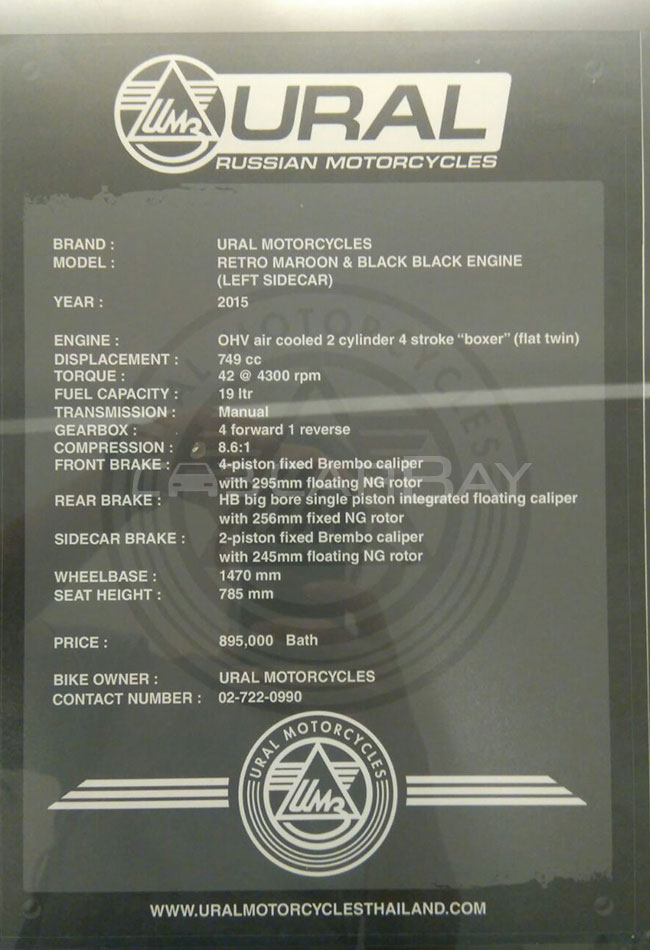 ИМЗ
URAL
RUSSIAN MOTORCYCLES
BRAND : URAL MOTORCYCLES
MODEL : RETRO MAROON & BLACK BLACK ENGINE
(LEFT SIDECAR)
YEAR : 2015
ENGINE : OHV air cooled 2 cylinder 4 stroke “boxer” (flat twin)
DISPLACEMENT : 749 cc
TORQUE : 42 @ 4300 rpm
FUEL CAPACITY : 19 ltr
TRANSMISSION : Manual
GEARBOX : 4 forward 1 reverse
COMPRESSION : 8.6:1
FRONT BRAKE : 4-piston fixed Brembo caliper
with 295mm floating NG rotor
REAR BRAKE : HB big bore single piston integrated floating caliper
with 256mm fixed NG rotor
SIDECAR BRAKE : 2-piston fixed Brembo caliper
with 245mm floating NG rotor
WHEELBASE : 1470 mm
SEAT HEIGHT : 785 mm
PRICE : 895,000 Bath
BIKE OWNER : URAL MOTORCYCLES
CONTACT NUMBER : 02-722-0990
URAL MOTORCYCLES
ИМЗ
WWW.URALMOTORCYCLESTHAILAND.COM